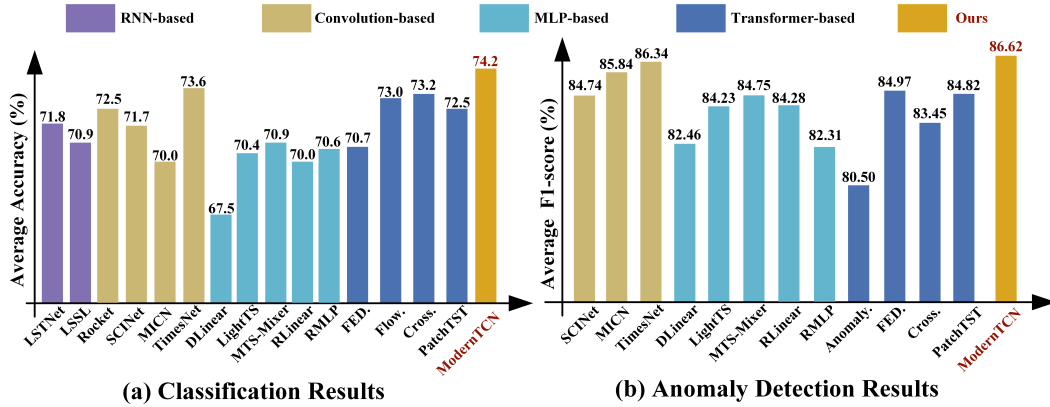 RNN-based
Convolution-based
MLP-based
Transformer-based
Ours
Average Accuracy (%)
71.8
70.9
72.5
71.7
70.0
73.6
67.5
70.4
70.9
70.0
70.6
70.7
73.0
73.2
72.5
74.2
LSTNet
LSSL
Rocket
SCINet
MICN
TimesNet
DLinear
LightTS
MTS-Mixer
RLinear
RMLP
FED.
Flow.
Cross.
PatchTST
ModernTCN
(a) Classification Results
Average F1-score (%)
84.74
85.84
86.34
82.46
84.23
84.75
84.28
82.31
80.50
84.97
83.45
84.82
86.62
SCINet
MICN
TimesNet
DLinear
LightTS
MTS-Mixer
RLinear
RMLP
Anomaly.
FED.
Cross.
PatchTST
ModernTCN
(b) Anomaly Detection Results